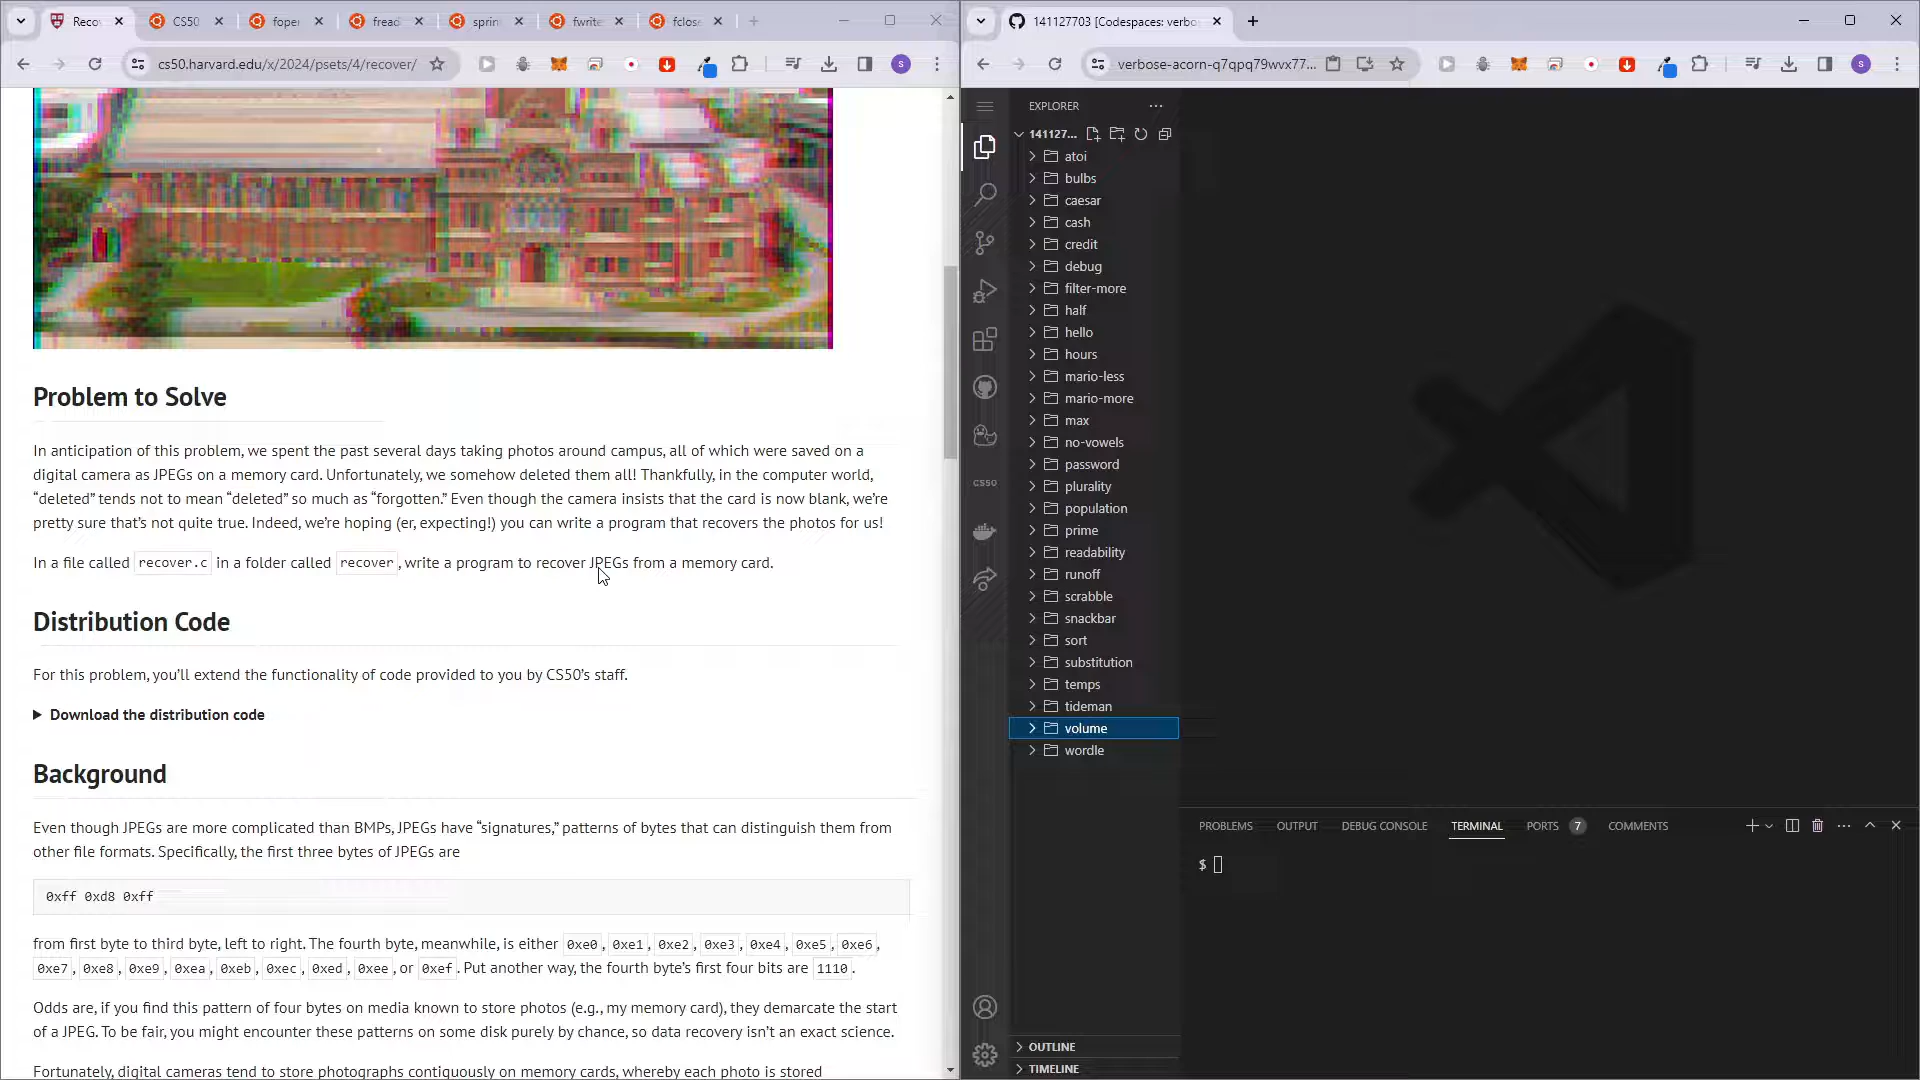 Reco
CS50
foper
fread
sprin
fwrite
fclos
cs50.harvard.edu/x/2024/psets/4/recover/
S
Problem to Solve
In anticipation of this problem, we spent the past several days taking photos around campus, all of which were saved on a
digital camera as JPEGs on a memory card. Unfortunately, we somehow deleted them all! Thankfully, in the computer world,
“deleted” tends not to mean “deleted” so much as “forgotten.” Even though the camera insists that the card is now blank, we’re
pretty sure that’s not quite true. Indeed, we’re hoping (er, expecting!) you can write a program that recovers the photos for us!
In a file called recover.c in a folder called recover, write a program to recover JPEGs from a memory card.
Distribution Code
For this problem, you’ll extend the functionality of code provided to you by CS50’s staff.
Download the distribution code
Background
Even though JPEGs are more complicated than BMPs, JPEGs have “signatures,” patterns of bytes that can distinguish them from
other file formats. Specifically, the first three bytes of JPEGs are
0xff 0xd8 0xff
from first byte to third byte, left to right. The fourth byte, meanwhile, is either 0xe0, 0xe1, 0xe2, 0xe3, 0xe4, 0xe5, 0xe6,
0xe7, 0xe8, 0xe9, 0xea, 0xeb, 0xec, 0xed, 0xee, or 0xef. Put another way, the fourth byte’s first four bits are 1110.
Odds are, if you find this pattern of four bytes on media known to store photos (e.g., my memory card), they demarcate the start
of a JPEG. To be fair, you might encounter these patterns on some disk purely by chance, so data recovery isn’t an exact science.
Fortunately, digital cameras tend to store photographs contiguously on memory cards, whereby each photo is stored
141127703 [Codespaces: verbo
verbose-acorn-q7qpq79wvx77...
S
EXPLORER
141127...
atoi
bulbs
caesar
cash
credit
debug
filter-more
half
hello
hours
mario-less
mario-more
max
no-vowels
password
plurality
population
prime
readability
runoff
scrabble
snackbar
sort
substitution
temps
tideman
volume
wordle
CS50
OUTLINE
TIMELINE
PROBLEMS OUTPUT DEBUG CONSOLE TERMINAL PORTS 7 COMMENTS
$